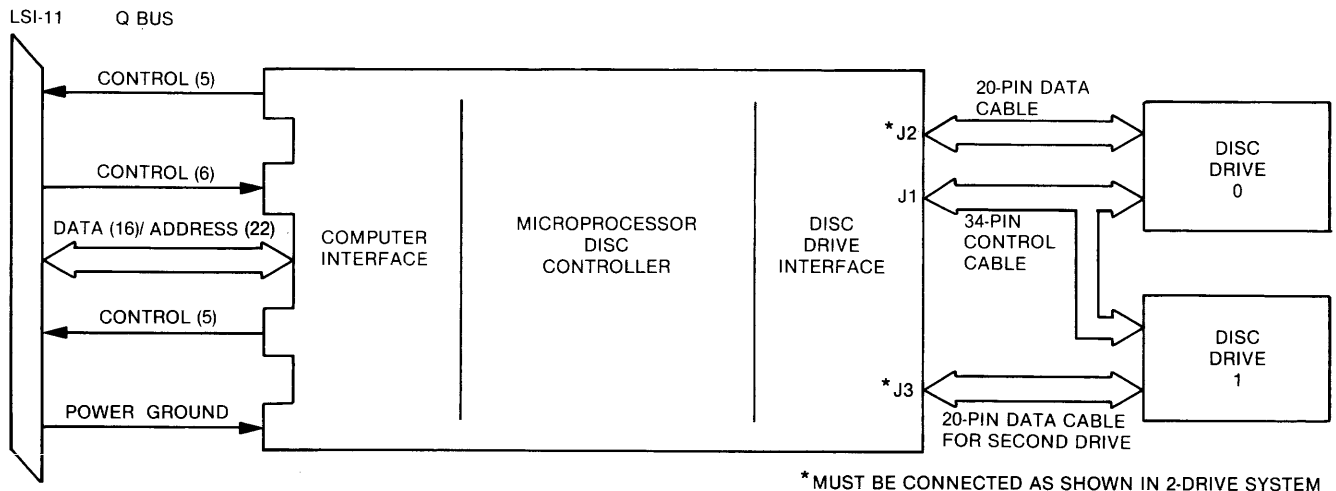 LSI-11 Q BUS
CONTROL (5)
CONTROL (6)
DATA (16)/ ADDRESS (22)
CONTROL (5)
POWER GROUND
COMPUTER
INTERFACE
MICROPROCESSOR
DISC
CONTROLLER
DISC
DRIVE
INTERFACE
*J2
J1
*J3
20-PIN DATA
CABLE
34-PIN
CONTROL
CABLE
20-PIN DATA CABLE
FOR SECOND DRIVE
DISC
DRIVE
0
DISC
DRIVE
1
*MUST BE CONNECTED AS SHOWN IN 2-DRIVE SYSTEM